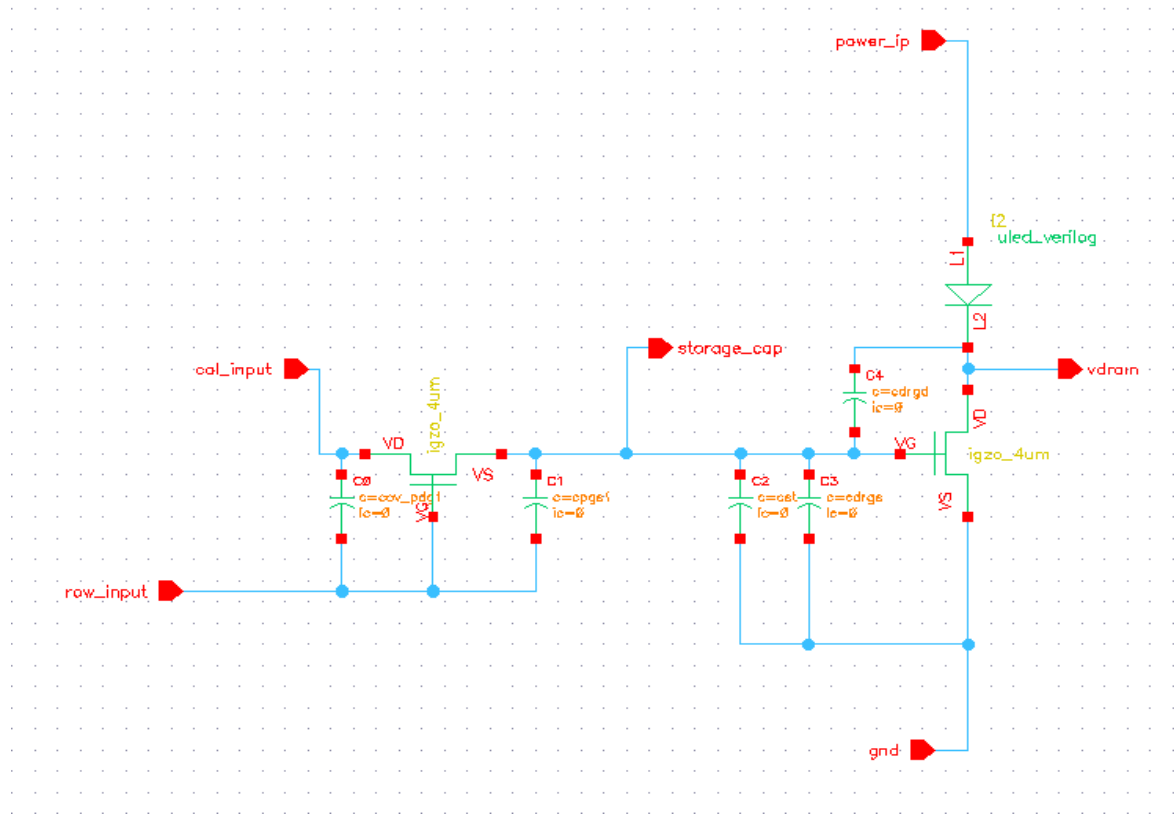 power_ip
I2
uled_verilog
L1
L2
storage_cap
cal_input
vdrain
C4
c=cdrgd
ic=0
igzo_4um
VD
VS
VG
VD
igzo_4um
VG
VS
C0
ic=0
C1
c=cpgs1
ic=0
C2
c=cst
ic=0
C3
c=cdrgs
ic=0
row_input
gnd